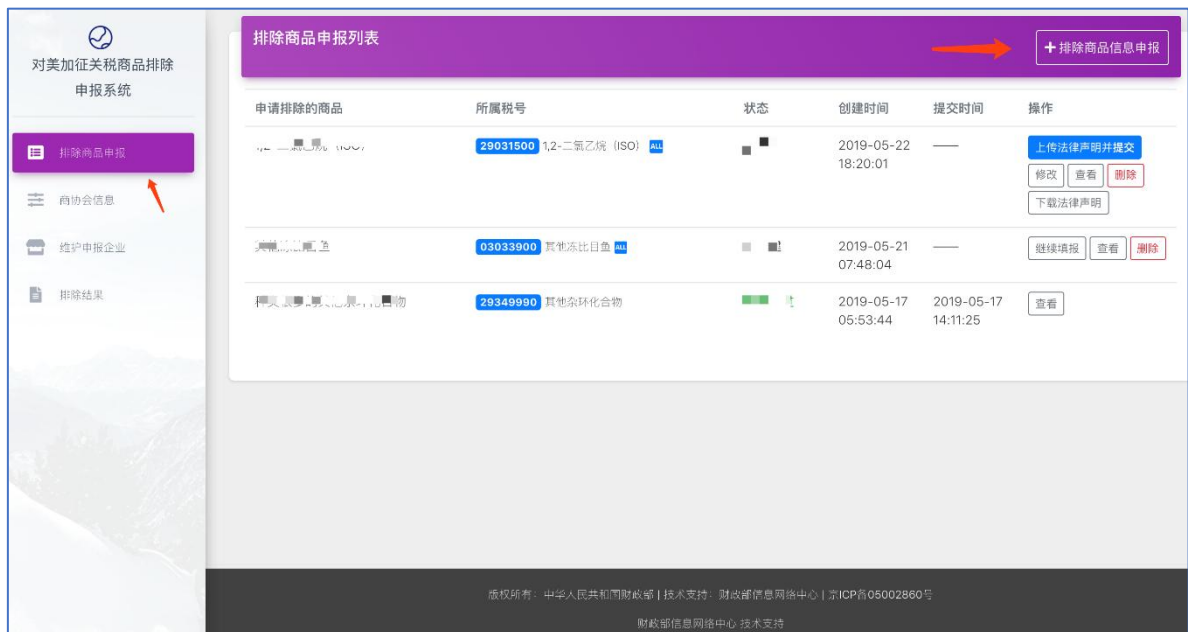 对美加征关税商品排除
申报系统
排除商品申报
商协会信息
维护申报企业
排除结果
排除商品申报列表
+排除商品信息申报
申请排除的商品 所属税号 状态 创建时间 提交时间 操作
29031500 1,2-二氯乙烷 (ISO) ALL 2019-05-22 —— 上传法律声明并提交
18:20:01 修改 查看 删除
下载法律声明
03033900 其他冻比目鱼 ALL 2019-05-21 —— 继续填报 查看 删除
07:48:04
29349990 其他杂环化合物 2019-05-17 2019-05-17 查看
05:53:44 14:11:25
版权所有：中华人民共和国财政部 | 技术支持：财政部信息网络中心 | 京ICP备05002860号
财政部信息网络中心 技术支持